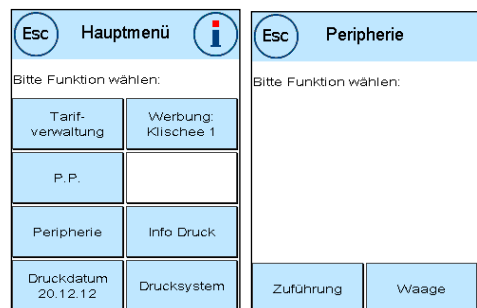 Esc Hauptmenü i
Bitte Funktion wählen:
Tarif-
verwaltung
Werbung:
Klischee 1
P.P.
Peripherie
Info Druck
Druckdatum
20.12.12
Drucksystem
Esc Peripherie
Bitte Funktion wählen:
Zuführung
Waage